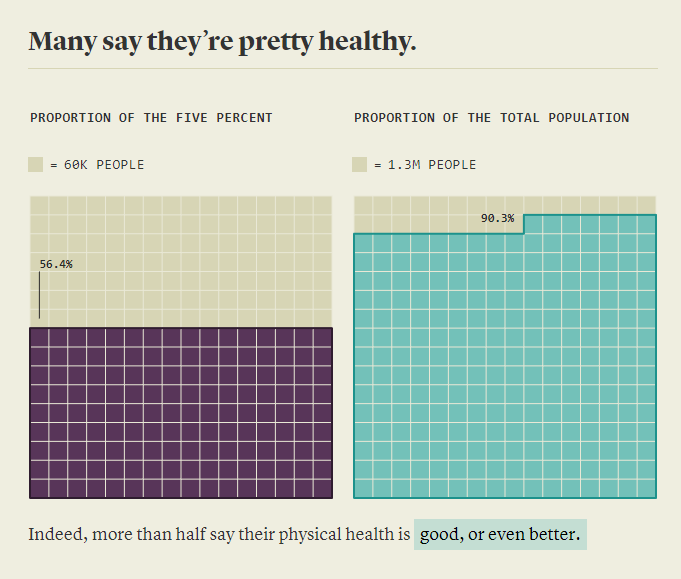 Many say they’re pretty healthy.
PROPORTION OF THE FIVE PERCENT
= 60K PEOPLE
56.4%
PROPORTION OF THE TOTAL POPULATION
= 1.3M PEOPLE
90.3%
Indeed, more than half say their physical health is good, or even better.